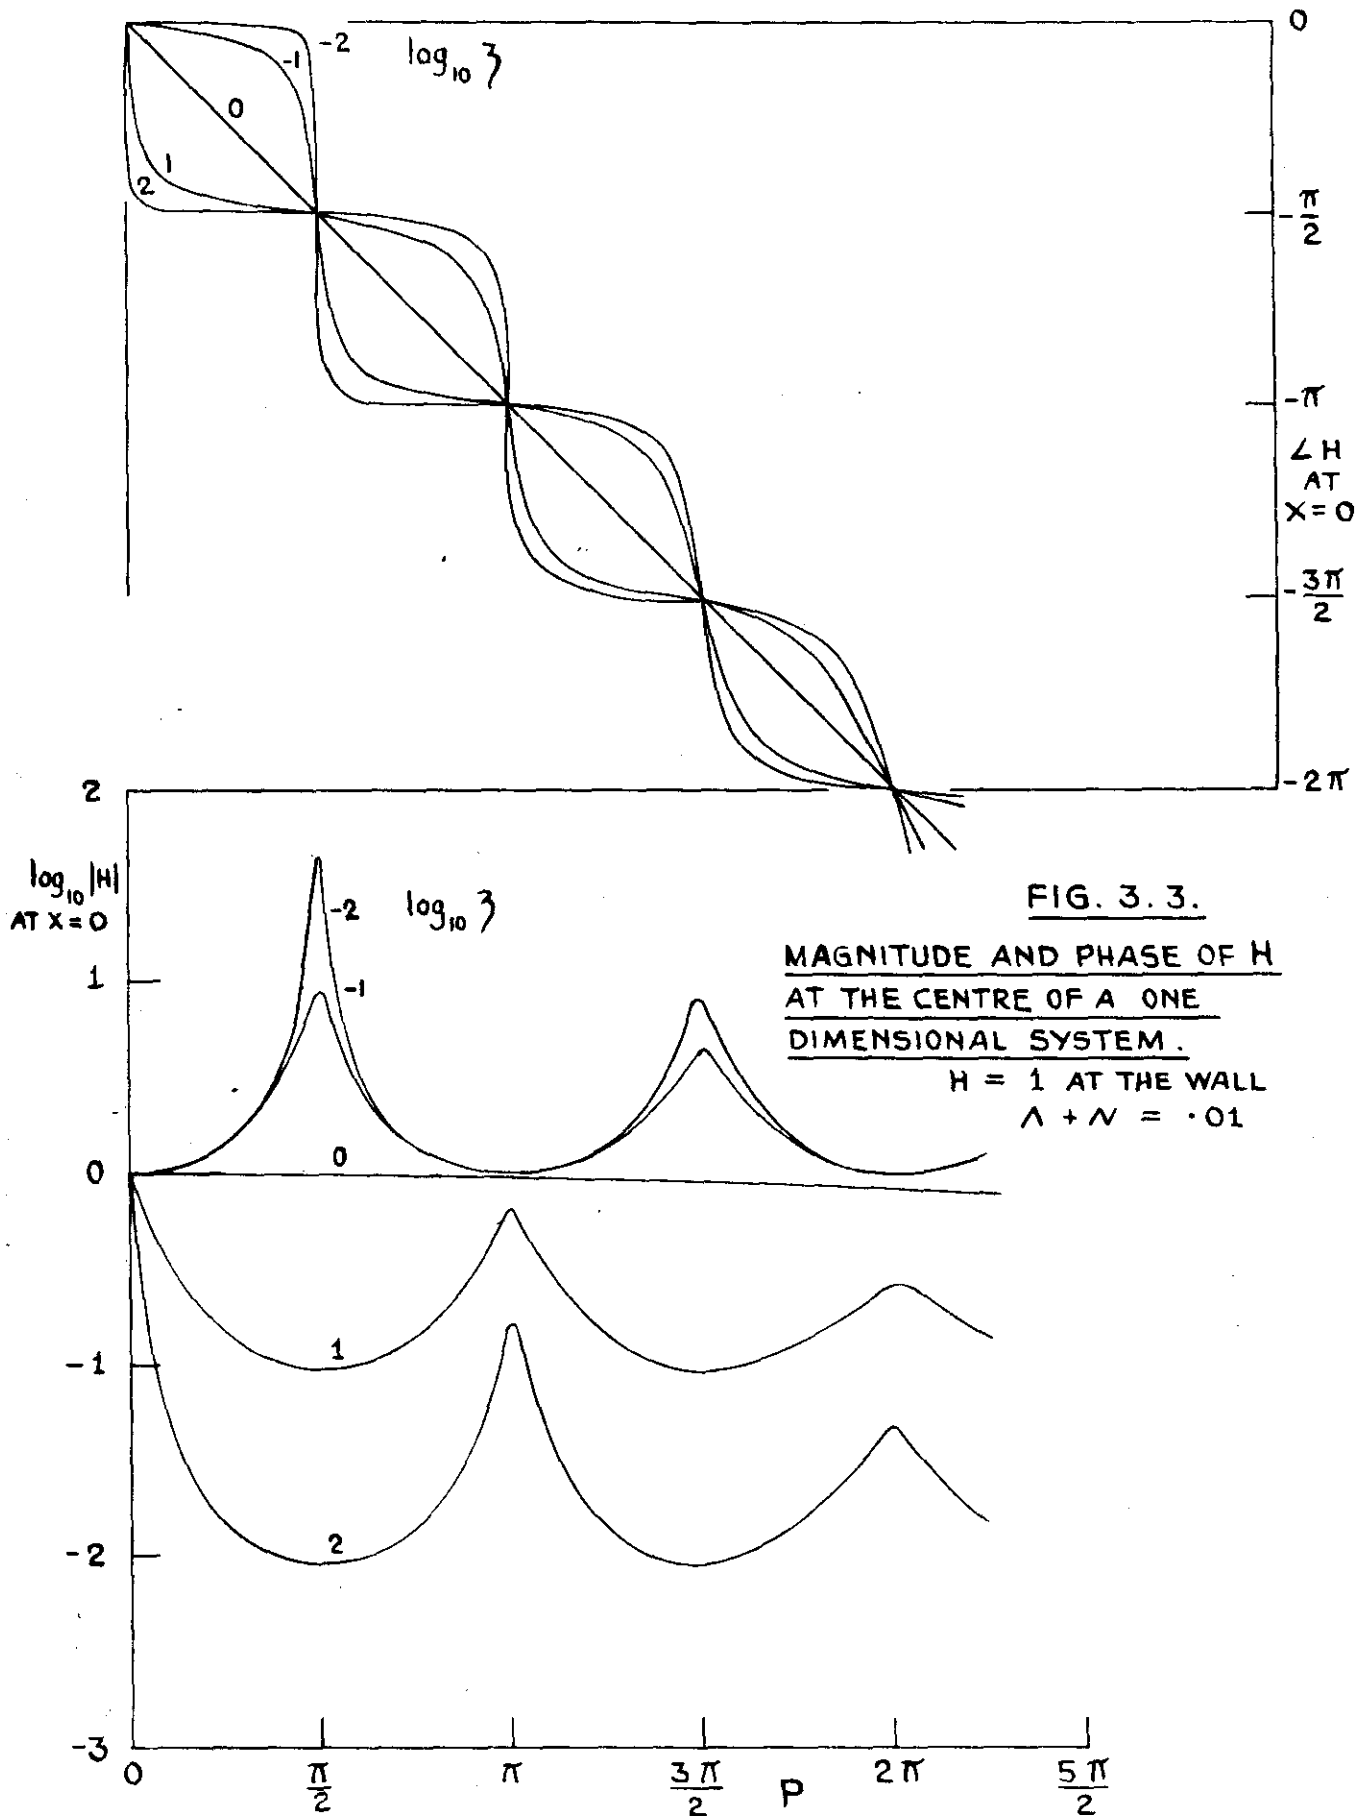 0
-2
-1
log₁₀ ζ
0
1
2
-π/2
-π
∠H
AT
X=0
-3π/2
-2π
2
log₁₀|H|
AT X=0
-2
log₁₀ ζ
-1
1
FIG. 3.3.
MAGNITUDE AND PHASE OF H
AT THE CENTRE OF A ONE
DIMENSIONAL SYSTEM.
H = 1 AT THE WALL
Λ + N = ·01
0
0
1
-1
2
-2
-3
0 π/2 π 3π/2 P 2π 5π/2